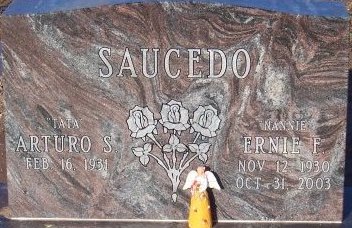 SAUCEDO
"TATA"
ARTURO S.
FEB. 16, 1931
"NANNIE"
ERNIE F.
NOV. 12, 1930
OCT. 31, 2003